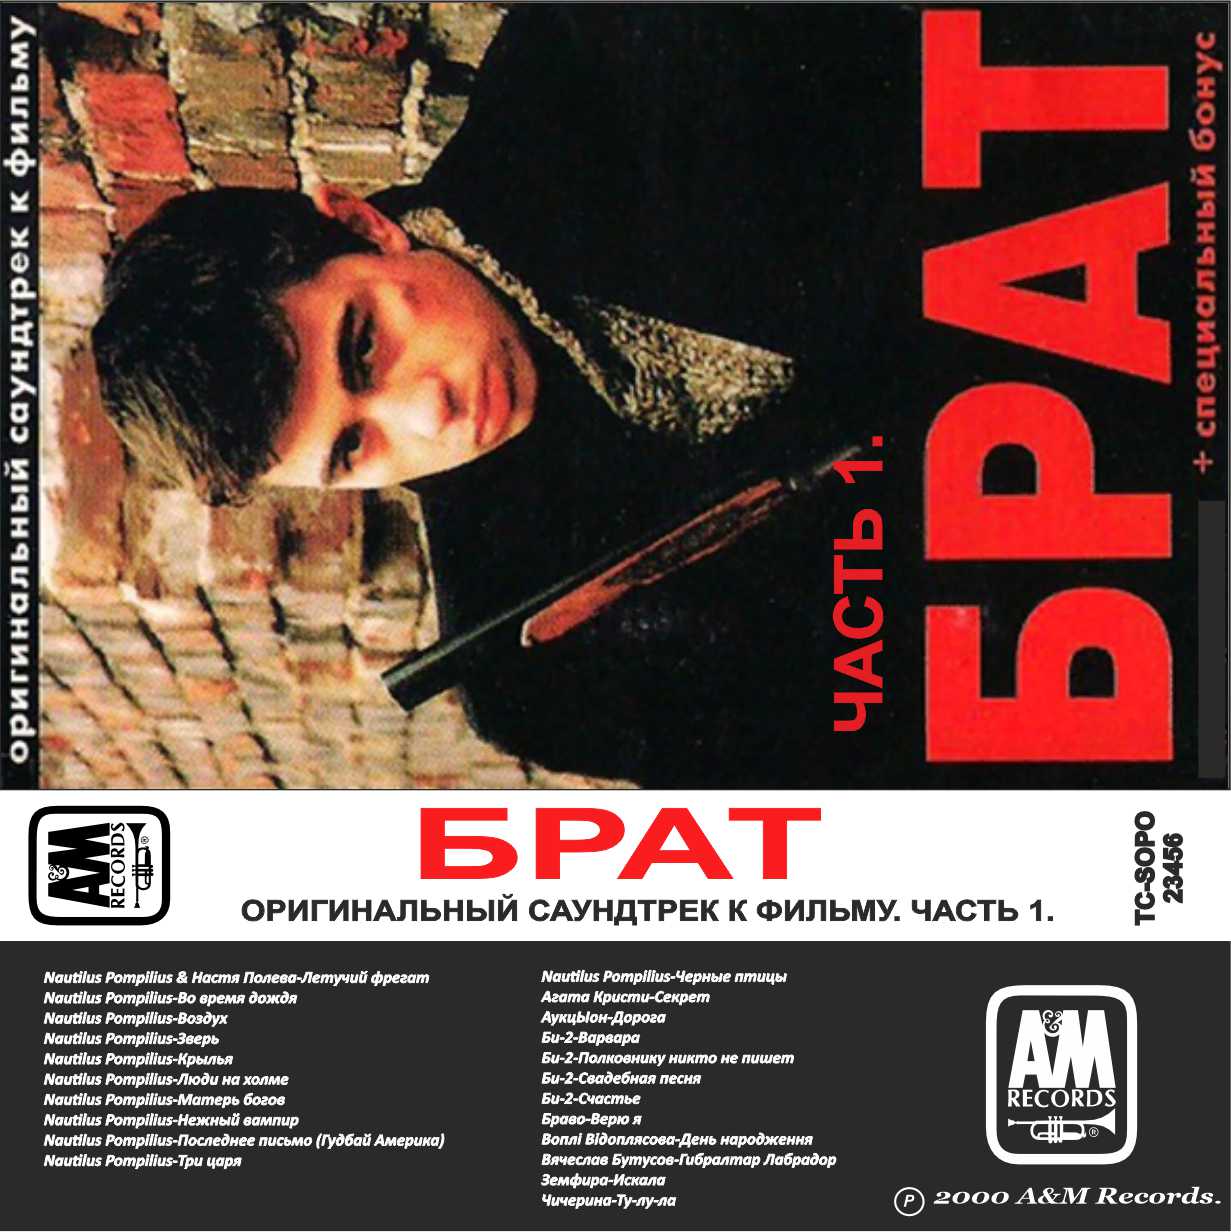 оригинальный саундтрек к фильму
ЧАСТЬ 1.
БРАТ
+ специальный бонус
A&M
RECORDS
®
БРАТ
ОРИГИНАЛЬНЫЙ САУНДТРЕК К ФИЛЬМУ. ЧАСТЬ 1.
TC-SOPO
23456
Nautilus Pompilius & Настя Полева-Летучий фрегат
Nautilus Pompilius-Во время дождя
Nautilus Pompilius-Воздух
Nautilus Pompilius-Зверь
Nautilus Pompilius-Крылья
Nautilus Pompilius-Люди на холме
Nautilus Pompilius-Матерь богов
Nautilus Pompilius-Нежный вампир
Nautilus Pompilius-Последнее письмо (Гудбай Америка)
Nautilus Pompilius-Три царя
Nautilus Pompilius-Черные птицы
Агата Кристи-Секрет
АукцЫон-Дорога
Би-2-Варвара
Би-2-Полковнику никто не пишет
Би-2-Свадебная песня
Би-2-Счастье
Браво-Верю я
Воплі Відоплясова-День народження
Вячеслав Бутусов-Гибралтар Лабрадор
Земфира-Искала
Чичерина-Ту-лу-ла
A&M
RECORDS
®
℗ 2000 A&M Records.